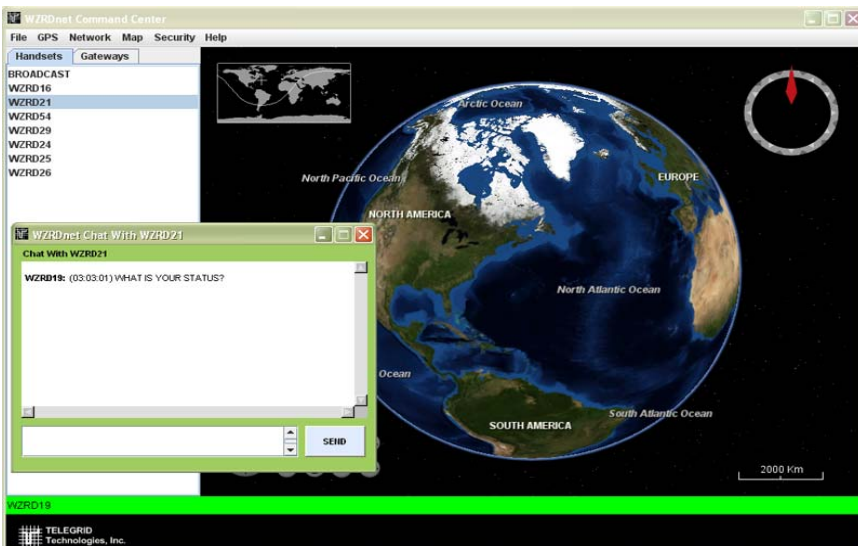 WZRDnet Command Center
File GPS Network Map Security Help
Handsets Gateways
BROADCAST
WZRD16
WZRD21
WZRD54
WZRD29
WZRD24
WZRD25
WZRD26
Arctic Ocean
North Pacific Ocean
EUROPE
NORTH AMERICA
North Atlantic Ocean
Ocean
SOUTH AMERICA
South Atlantic Ocean
2000 Km
WZRDnet Chat With WZRD21
Chat With WZRD21
WZRD19: (03:03:01) WHAT IS YOUR STATUS?
SEND
WZRD19
TELEGRID
Technologies, Inc.